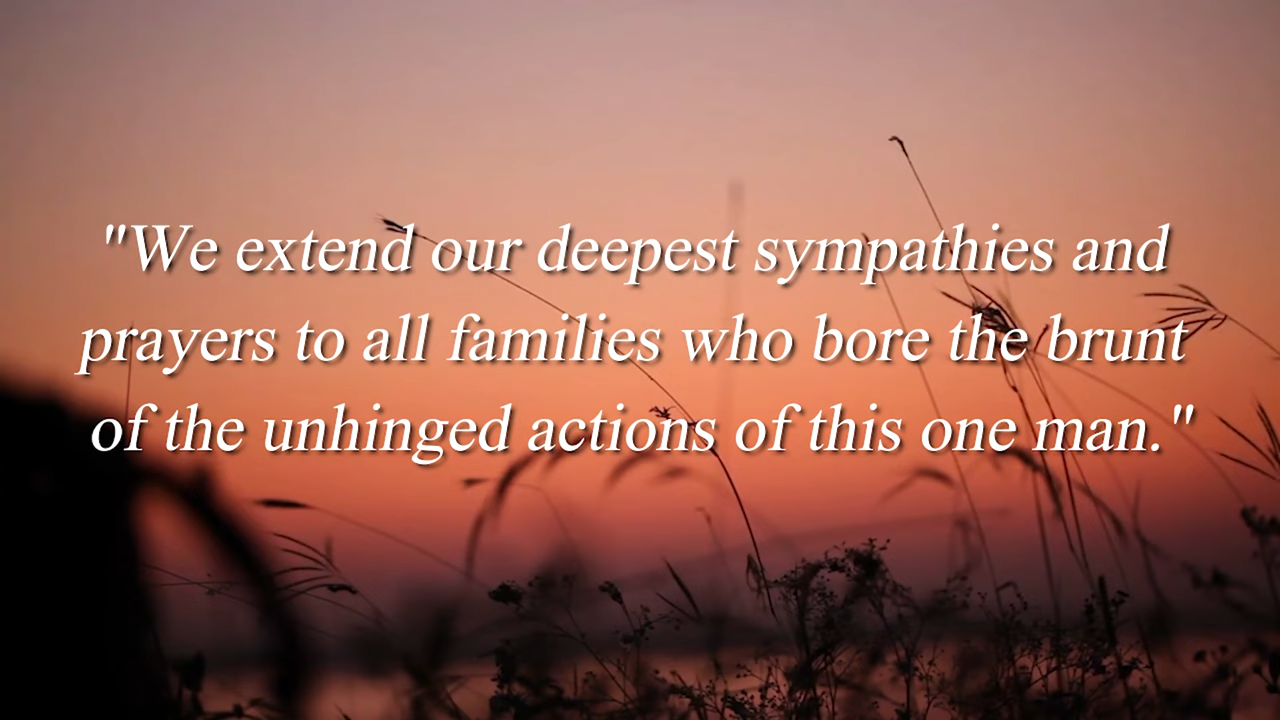 "We extend our deepest sympathies and
prayers to all families who bore the brunt
of the unhinged actions of this one man."